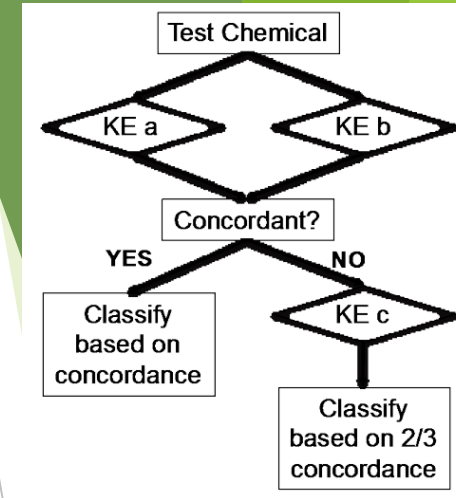 Test Chemical
KE a
KE b
Concordant?
YES
NO
Classify
based on
concordance
KE c
Classify
based on 2/3
concordance